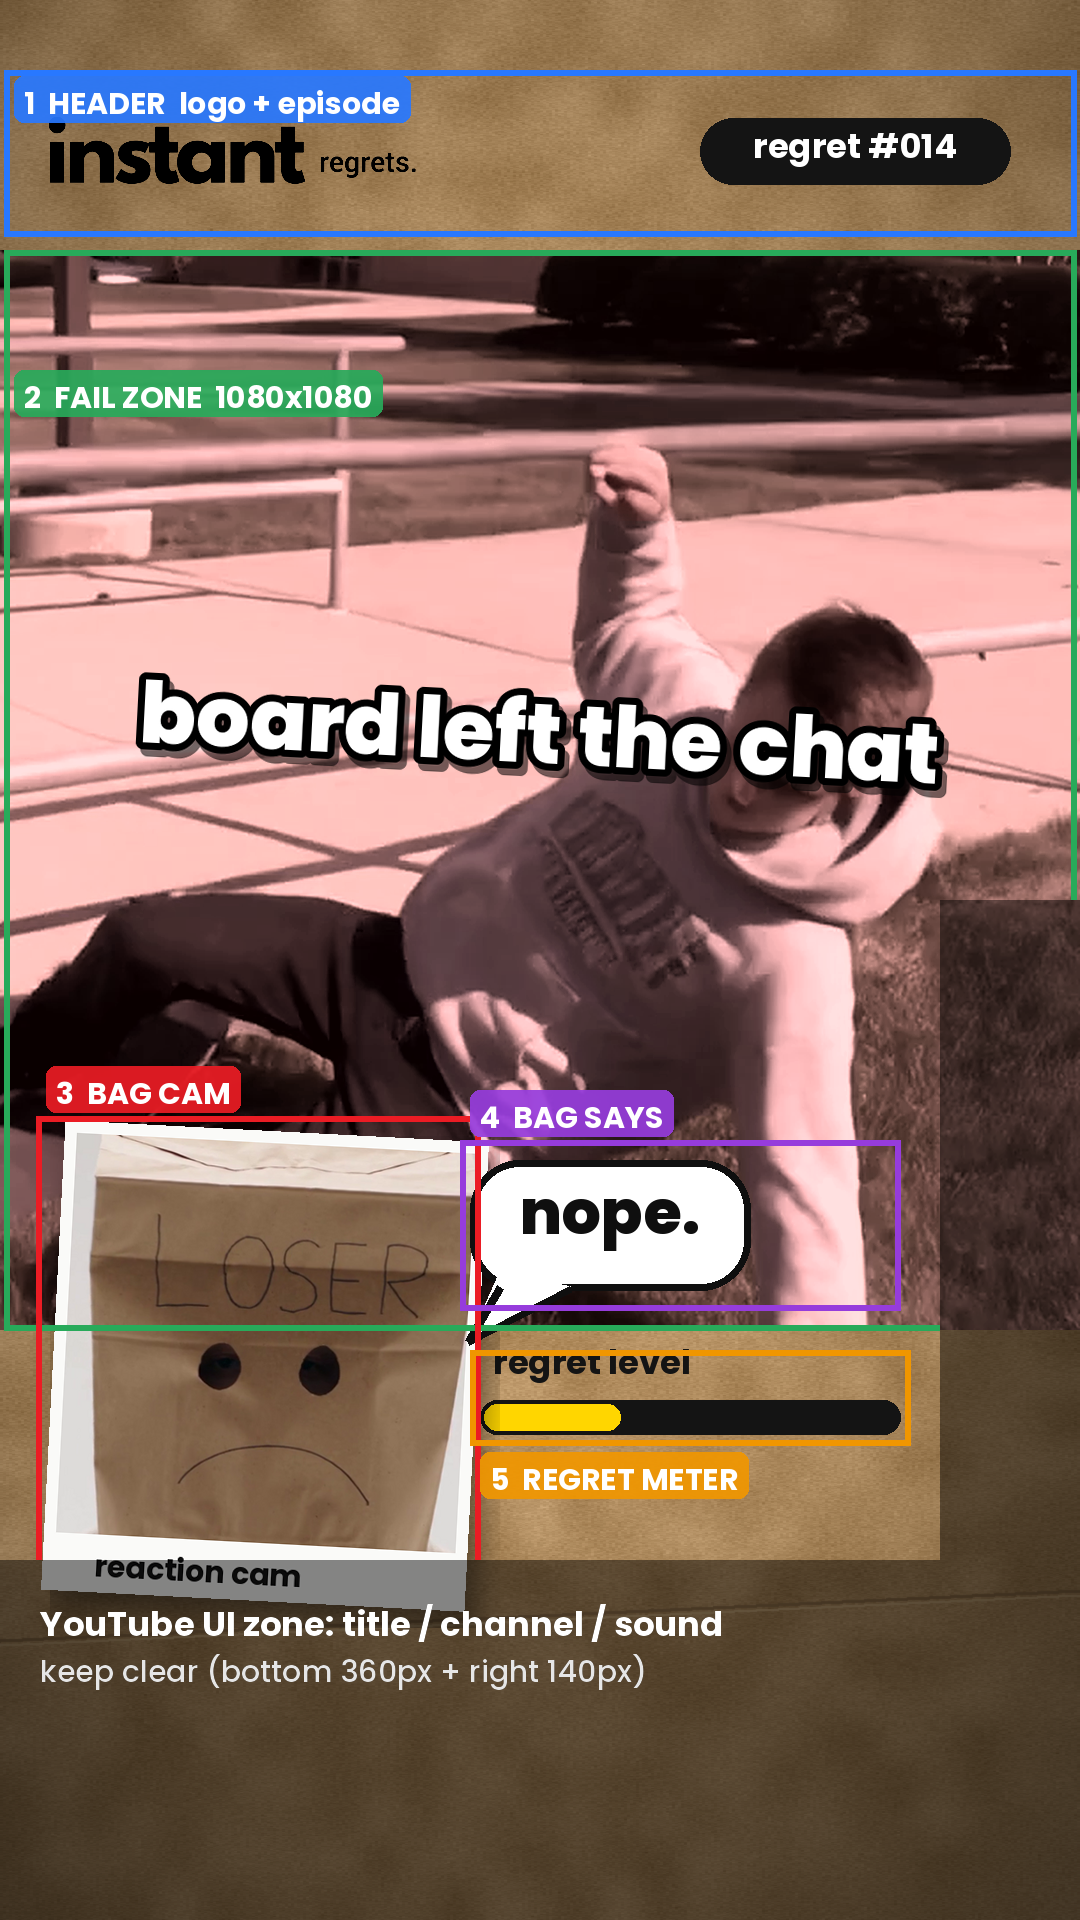 1 HEADER logo + episode
instant regrets.
regret #014
2 FAIL ZONE 1080x1080
board left the chat
3 BAG CAM
4 BAG SAYS
LOSER
nope.
regret level
5 REGRET METER
reaction cam
YouTube UI zone: title / channel / sound
keep clear (bottom 360px + right 140px)